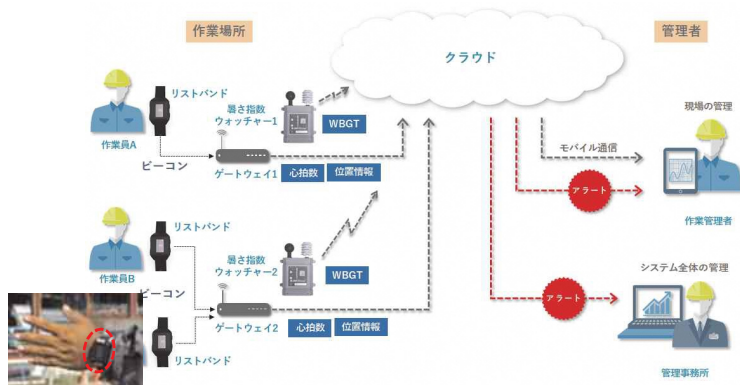 作業場所
管理者
クラウド
リストバンド
暑さ指数
ウォッチャー1
WBGT
作業員A
ビーコン
ゲートウェイ1
心拍数
位置情報
モバイル通信
現場の管理
アラート
作業管理者
リストバンド
暑さ指数
ウォッチャー2
WBGT
作業員B
ビーコン
ゲートウェイ2
心拍数
位置情報
リストバンド
システム全体の管理
アラート
管理事務所